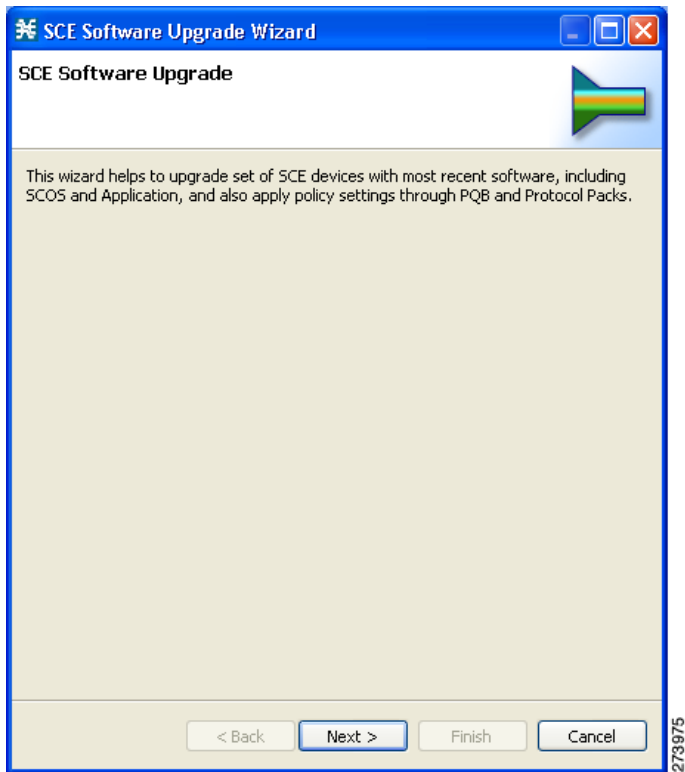 SCE Software Upgrade Wizard
SCE Software Upgrade
This wizard helps to upgrade set of SCE devices with most recent software, including
SCOS and Application, and also apply policy settings through PQB and Protocol Packs.
< Back
Next >
Finish
Cancel
273975